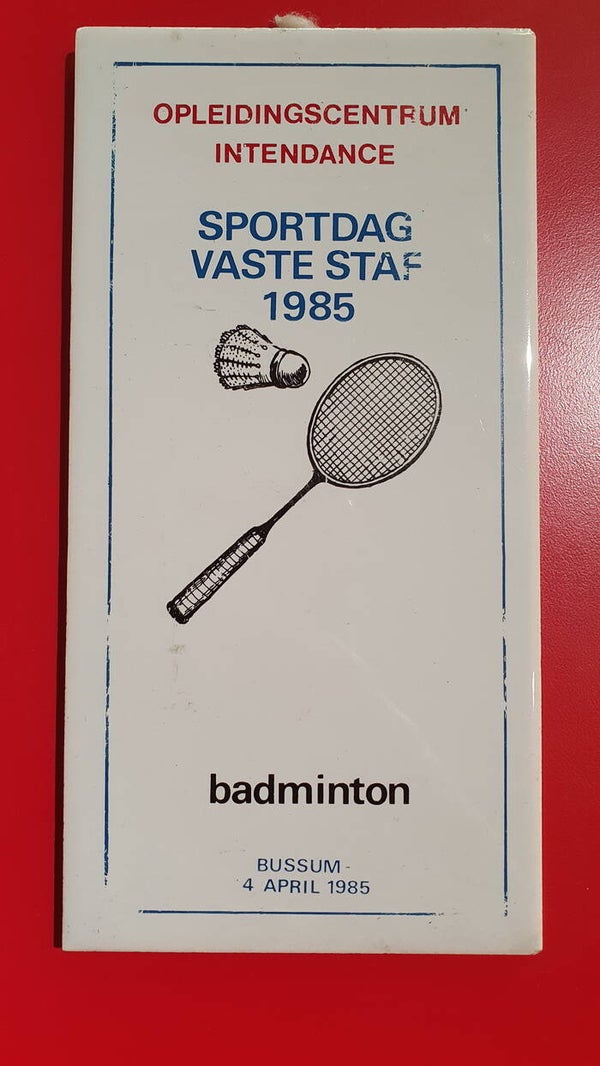 OPLEIDINGSCENTRUM
INTENDANCE
SPORTDAG
VASTE STAF
1985
badminton
BUSSUM -
4 APRIL 1985